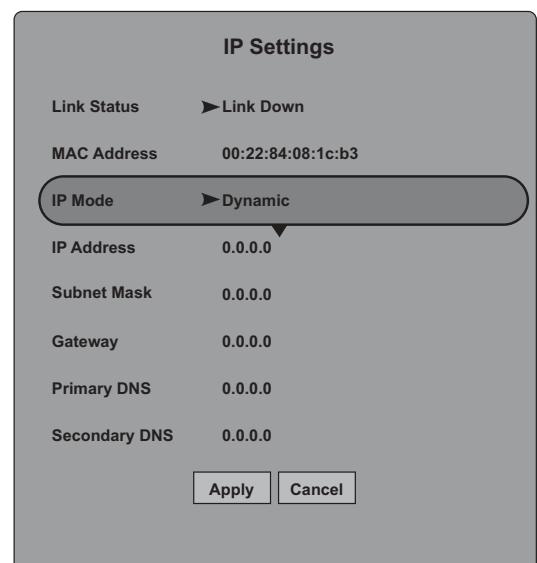 IP Settings
Link Status Link Down
MAC Address 00:22:84:08:1c:b3
IP Mode Dynamic
IP Address 0.0.0.0
Subnet Mask 0.0.0.0
Gateway 0.0.0.0
Primary DNS 0.0.0.0
Secondary DNS 0.0.0.0
Apply Cancel